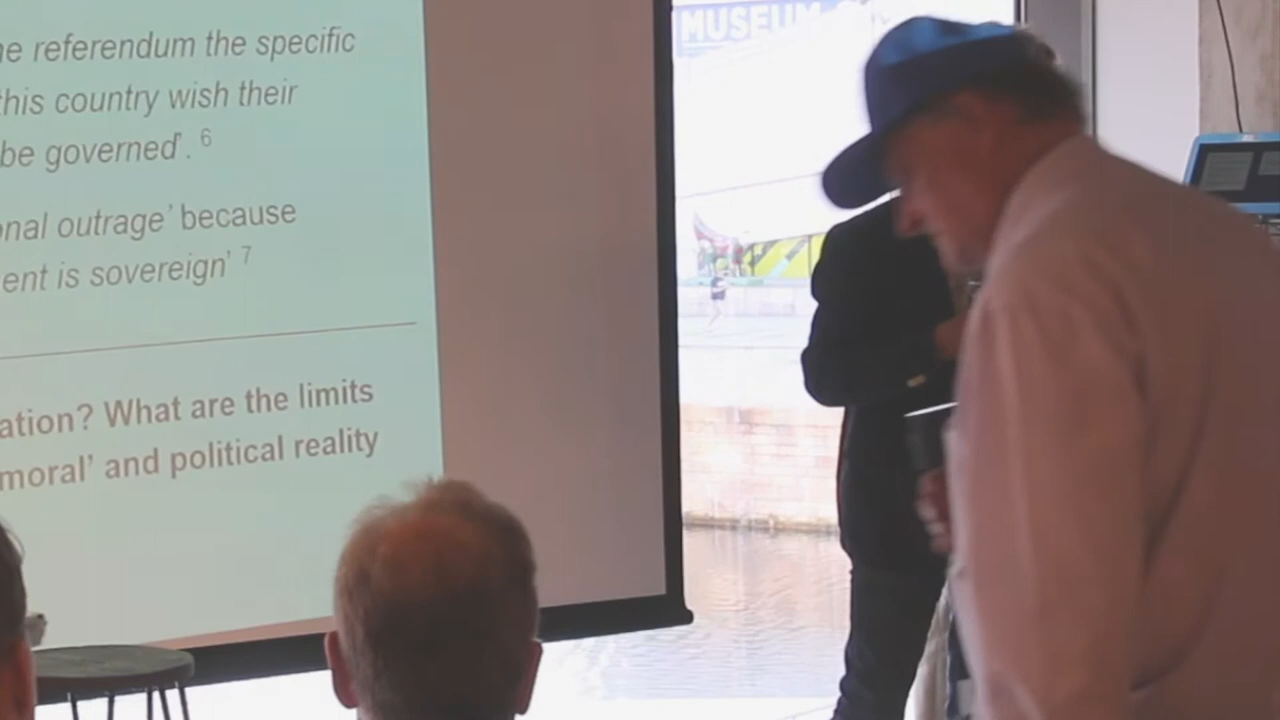 MUSEUM
ne referendum the specific
this country wish their
be governed'. 6
onal outrage' because
ent is sovereign' 7
ation? What are the limits
moral' and political reality